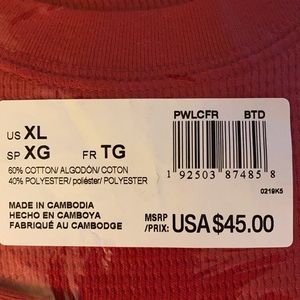 PWLCFR BTD
US XL
SP XG FR TG
60% COTTON/ ALGODÓN/ COTON
40% POLYESTER/ poliéster/ POLYESTER
1 92503 87485 8
0219K5
MADE IN CAMBODIA
HECHO EN CAMBOYA
FABRIQUÉ AU CAMBODGE
MSRP
/PRIX: USA $45.00